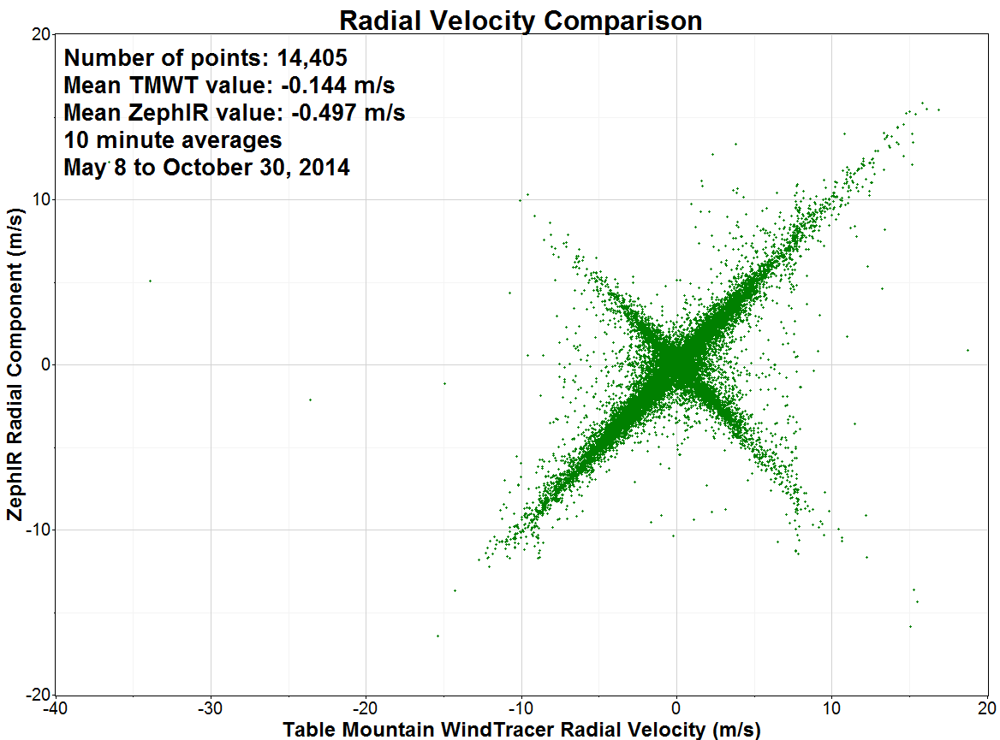 Radial Velocity Comparison
Number of points: 14,405
Mean TMWT value: -0.144 m/s
Mean ZephIR value: -0.497 m/s
10 minute averages
May 8 to October 30, 2014
ZephIR Radial Component (m/s)
20
10
0
-10
-20
-40 -30 -20 -10 0 10 20
Table Mountain WindTracer Radial Velocity (m/s)